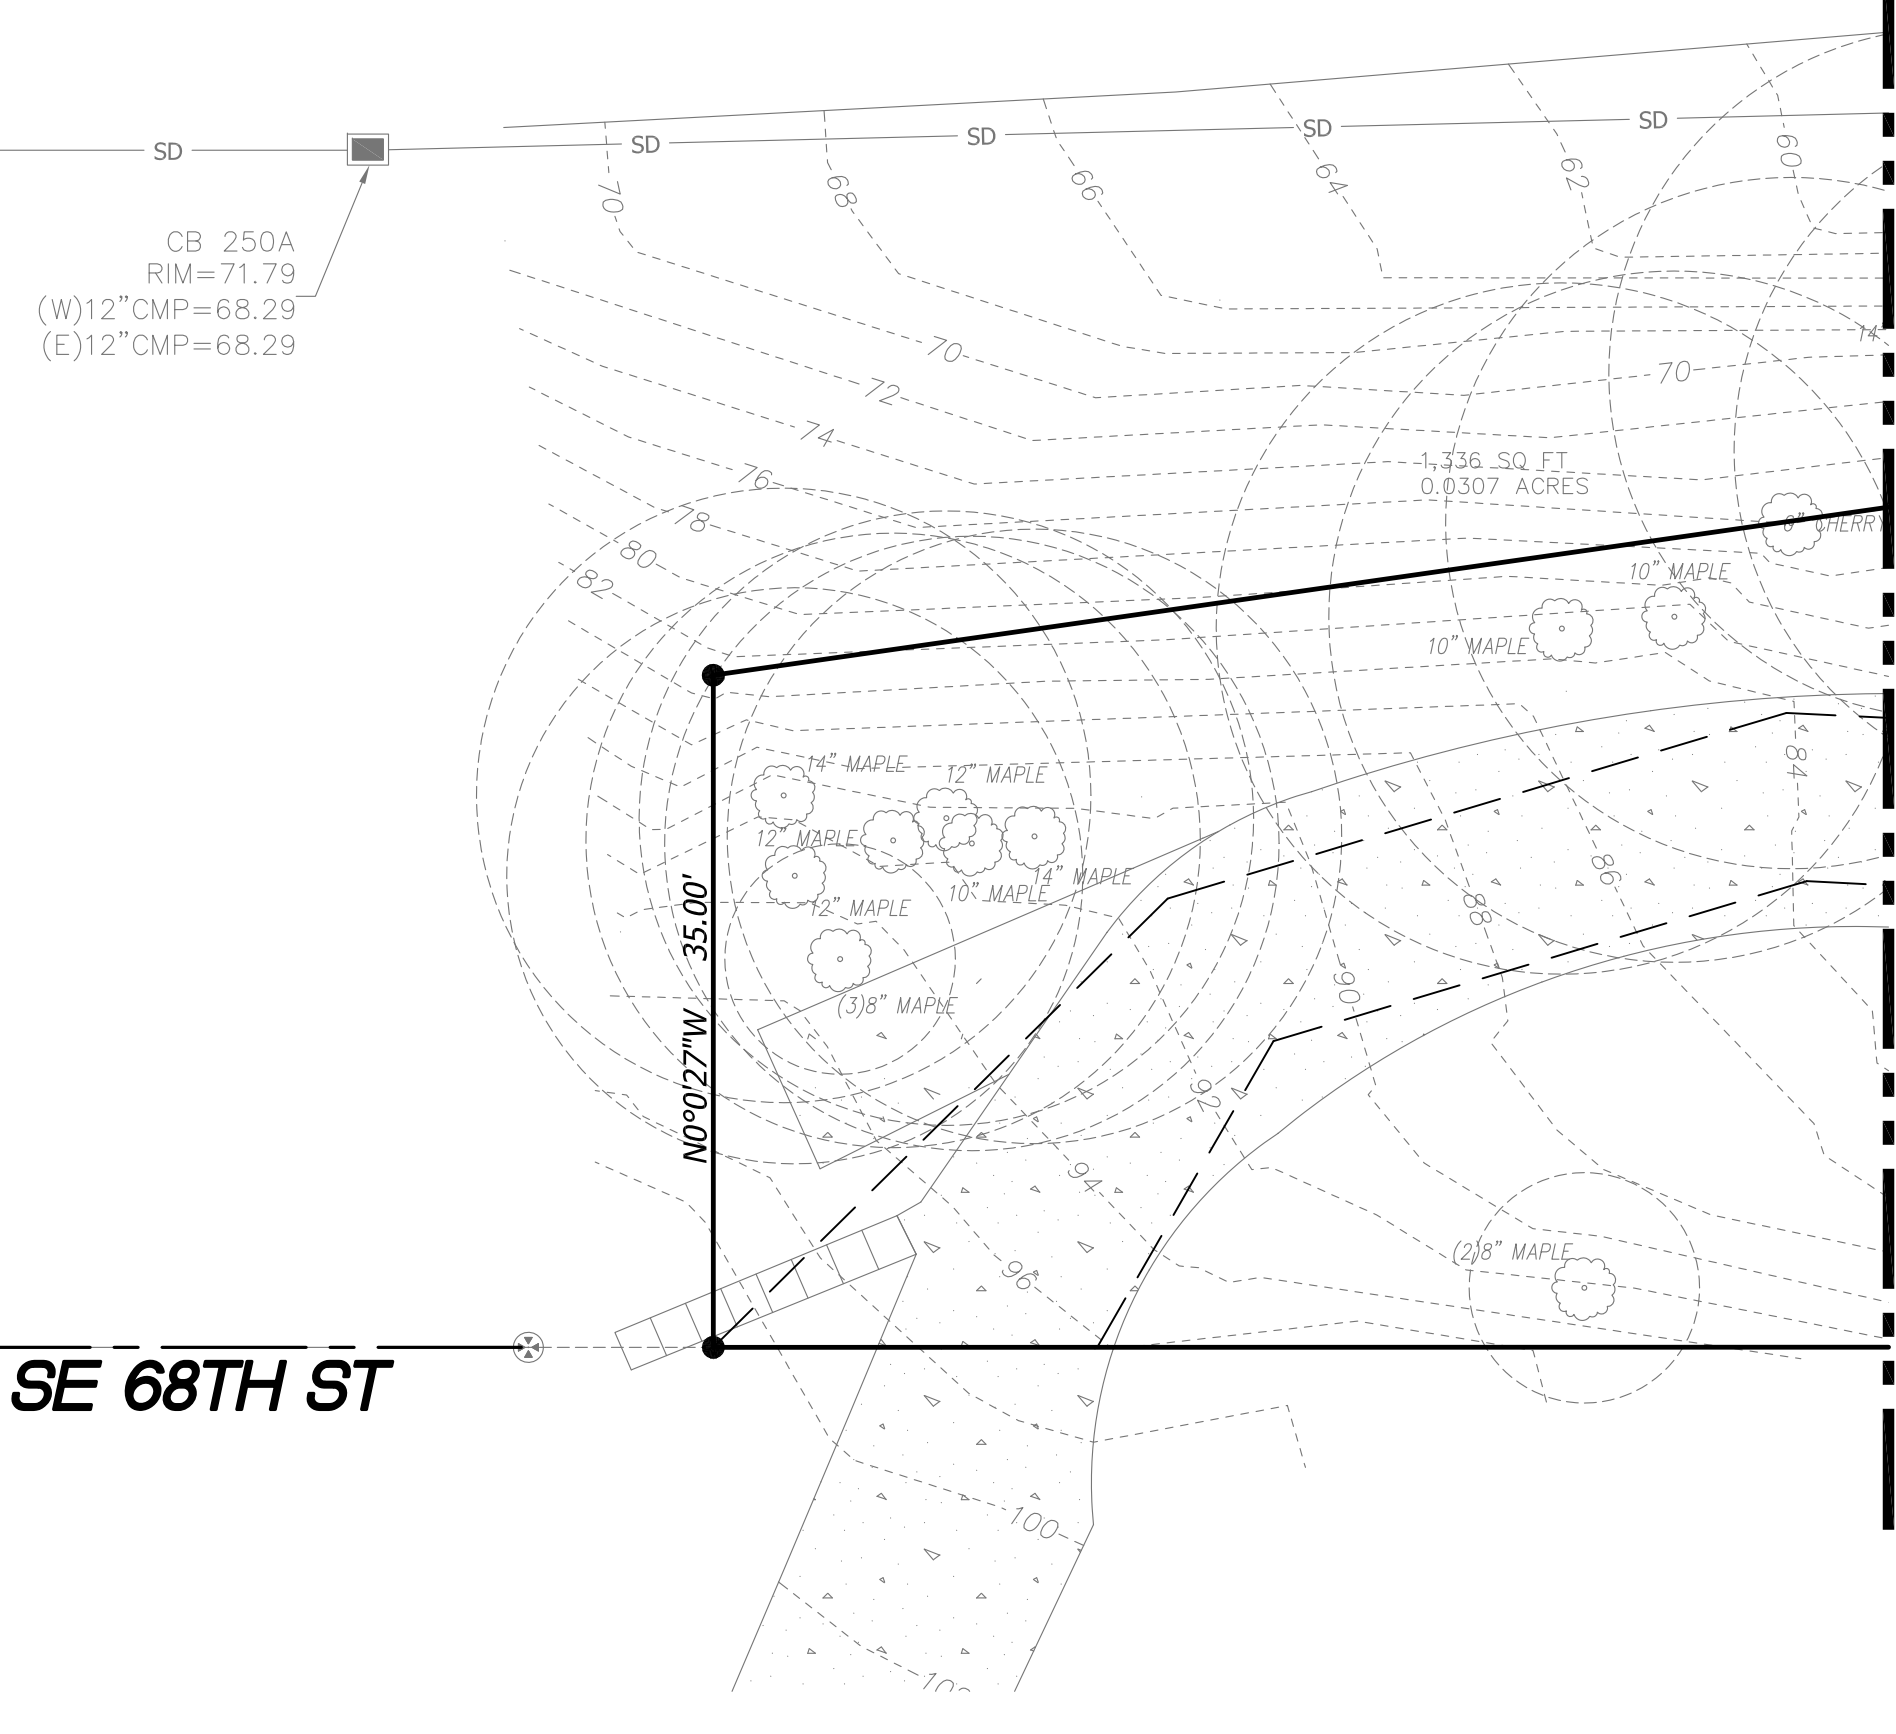 SD
SD
SD
SD
SD
CB 250A
RIM=71.79
(W)12"CMP=68.29
(E)12"CMP=68.29
70
68
66
64
62
60
14
70
70
72
74
76
78
80
82
1,336 SQ FT
0.0307 ACRES
CHERRY
10" MAPLE
10" MAPLE
14" MAPLE
12" MAPLE
12" MAPLE
14" MAPLE
10" MAPLE
12" MAPLE
(3)8" MAPLE
84
86
88
90
92
94
96
N0°0'27"W 35.00'
(2)8" MAPLE
SE 68TH ST
100